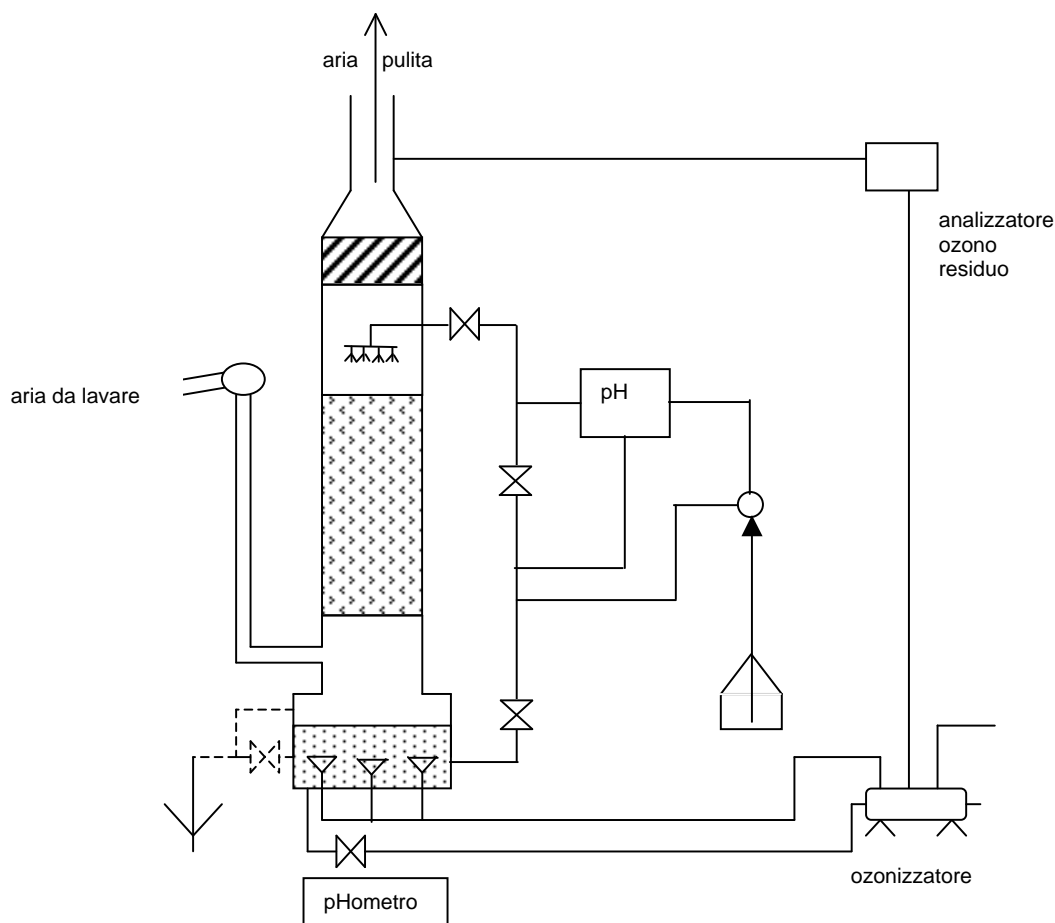 aria pulita
analizzatore
ozono
residuo
aria da lavare
pH
ozonizzatore
pHometro